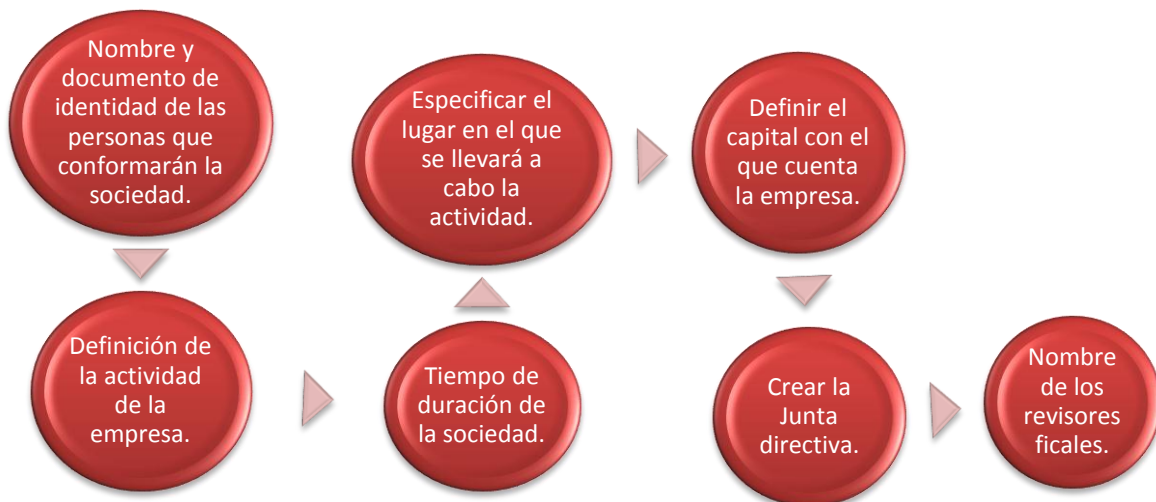 Nombre y
documento de
identidad de las
personas que
conformarán la
sociedad.
Definición de
la actividad
de la
empresa.
Tiempo de
duración de
la sociedad.
Especificar el
lugar en el que
se llevará a
cabo la
actividad.
Definir el
capital con el
que cuenta
la empresa.
Crear la
Junta
directiva.
Nombre
de los
revisores
ficales.